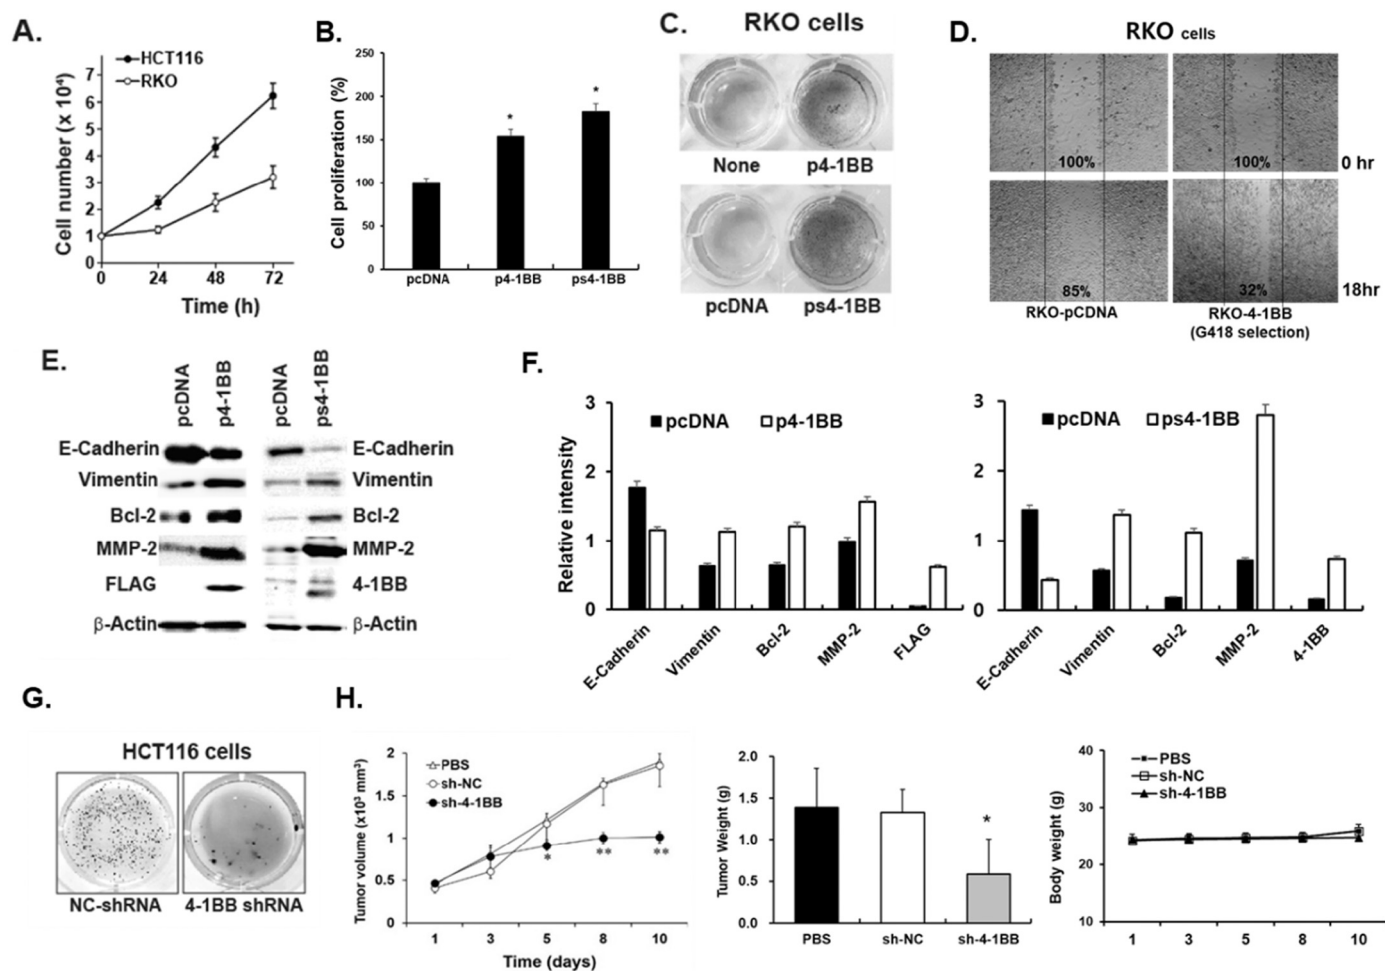 A.
HCT116
RKO
Cell number (x 10⁴)
7
6
5
4
3
2
1
0
0 24 48 72
Time (h)
B.
Cell proliferation (%)
250
200
150
100
50
0
* *
pcDNA p4-1BB ps4-1BB
C.
RKO cells
None p4-1BB
pcDNA ps4-1BB
D.
RKO cells
100% 100% 0 hr
85% 32% 18hr
RKO-pCDNA RKO-4-1BB
(G418 selection)
E.
pcDNA p4-1BB pcDNA ps4-1BB
E-Cadherin E-Cadherin
Vimentin Vimentin
Bcl-2 Bcl-2
MMP-2 MMP-2
FLAG 4-1BB
β-Actin β-Actin
F.
Relative intensity
3
2
1
0
pcDNA p4-1BB
E-Cadherin Vimentin Bcl-2 MMP-2 FLAG
3
2
1
0
pcDNA ps4-1BB
E-Cadherin Vimentin Bcl-2 MMP-2 4-1BB
G.
HCT116 cells
NC-shRNA 4-1BB shRNA
H.
Tumor volume (x10³ mm³)
2
1.5
1
0.5
0
PBS
sh-NC
sh-4-1BB
* ** **
1 3 5 8 10
Time (days)
Tumor Weight (g)
2.0
1.5
1.0
0.5
0.0
*
PBS sh-NC sh-4-1BB
Body weight (g)
40
30
20
10
PBS
sh-NC
sh-4-1BB
1 3 5 8 10